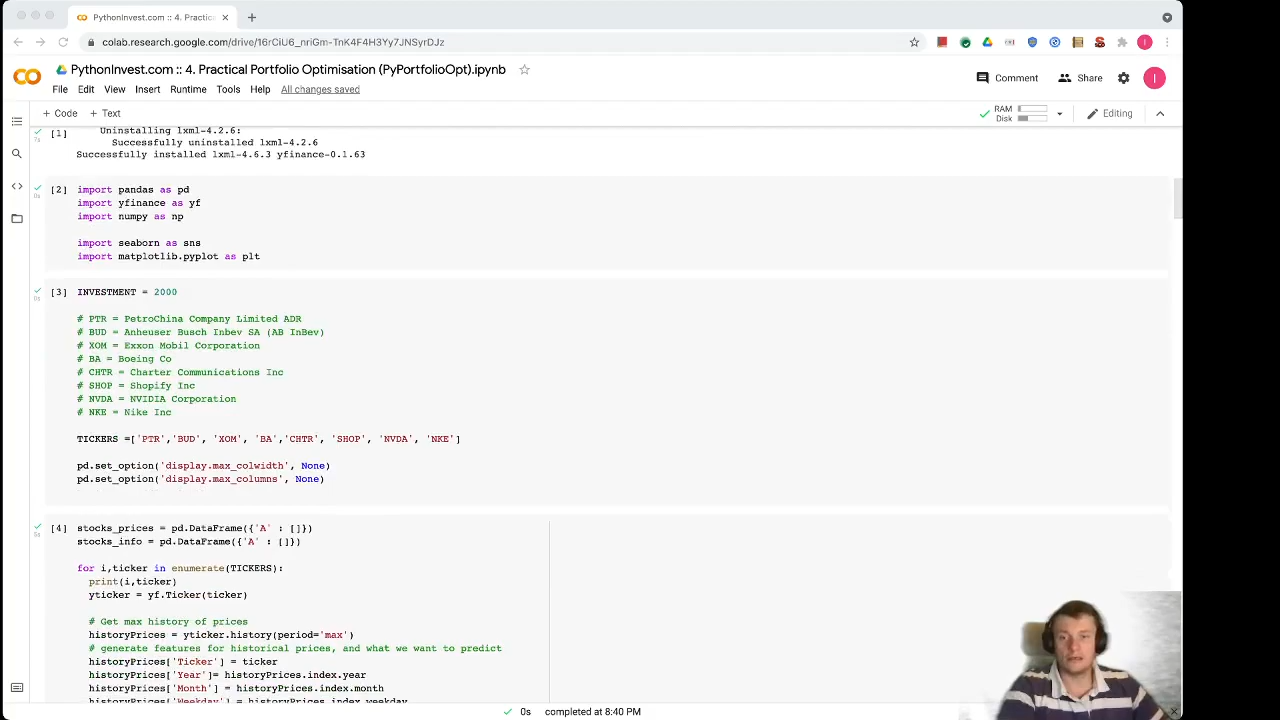 PythonInvest.com :: 4. Practic
colab.research.google.com/drive/16rCiU6_nriGm-TnK4F4H3Yy7JNSyrDJz
PythonInvest.com :: 4. Practical Portfolio Optimisation (PyPortfolioOpt).ipynb
Comment
Share
I
File Edit View Insert Runtime Tools Help All changes saved
+ Code + Text
RAM
Disk
Editing
[1]
7s
Uninstalling lxml-4.2.6:
Successfully uninstalled lxml-4.2.6
Successfully installed lxml-4.6.3 yfinance-0.1.63
[2] import pandas as pd
0s
import yfinance as yf
import numpy as np
import seaborn as sns
import matplotlib.pyplot as plt
[3] INVESTMENT = 2000
0s
# PTR = PetroChina Company Limited ADR
# BUD = Anheuser Busch Inbev SA (AB InBev)
# XOM = Exxon Mobil Corporation
# BA = Boeing Co
# CHTR = Charter Communications Inc
# SHOP = Shopify Inc
# NVDA = NVIDIA Corporation
# NKE = Nike Inc
TICKERS =['PTR','BUD', 'XOM', 'BA','CHTR', 'SHOP', 'NVDA', 'NKE']
pd.set_option('display.max_colwidth', None)
pd.set_option('display.max_columns', None)
[4] stocks_prices = pd.DataFrame({'A' : []})
5s
stocks_info = pd.DataFrame({'A' : []})
for i,ticker in enumerate(TICKERS):
print(i,ticker)
yticker = yf.Ticker(ticker)
# Get max history of prices
historyPrices = yticker.history(period='max')
# generate features for historical prices, and what we want to predict
historyPrices['Ticker'] = ticker
historyPrices['Year']= historyPrices.index.year
historyPrices['Month'] = historyPrices.index.month
historyPrices['Weekday'] = historyPrices.index.weekday
0s completed at 8:40 PM